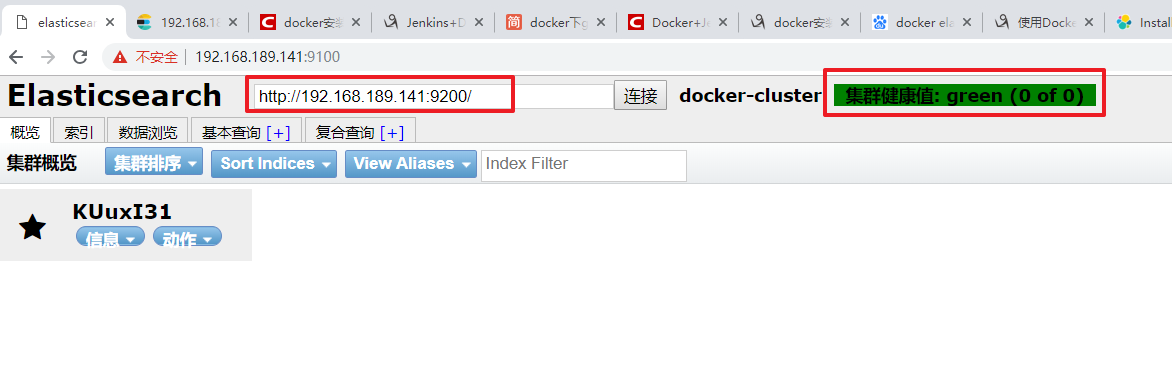 elasticsear
192.168.18
docker安装
Jenkins+D
docker下g
Docker+Je
docker安装
docker ela
使用Docke
Install
不安全 | 192.168.189.141:9100
Elasticsearch http://192.168.189.141:9200/ 连接 docker-cluster 集群健康值: green (0 of 0)
概览 索引 数据浏览 基本查询 [+] 复合查询 [+]
集群概览 集群排序 Sort Indices View Aliases Index Filter
KUuxI31
信息 动作